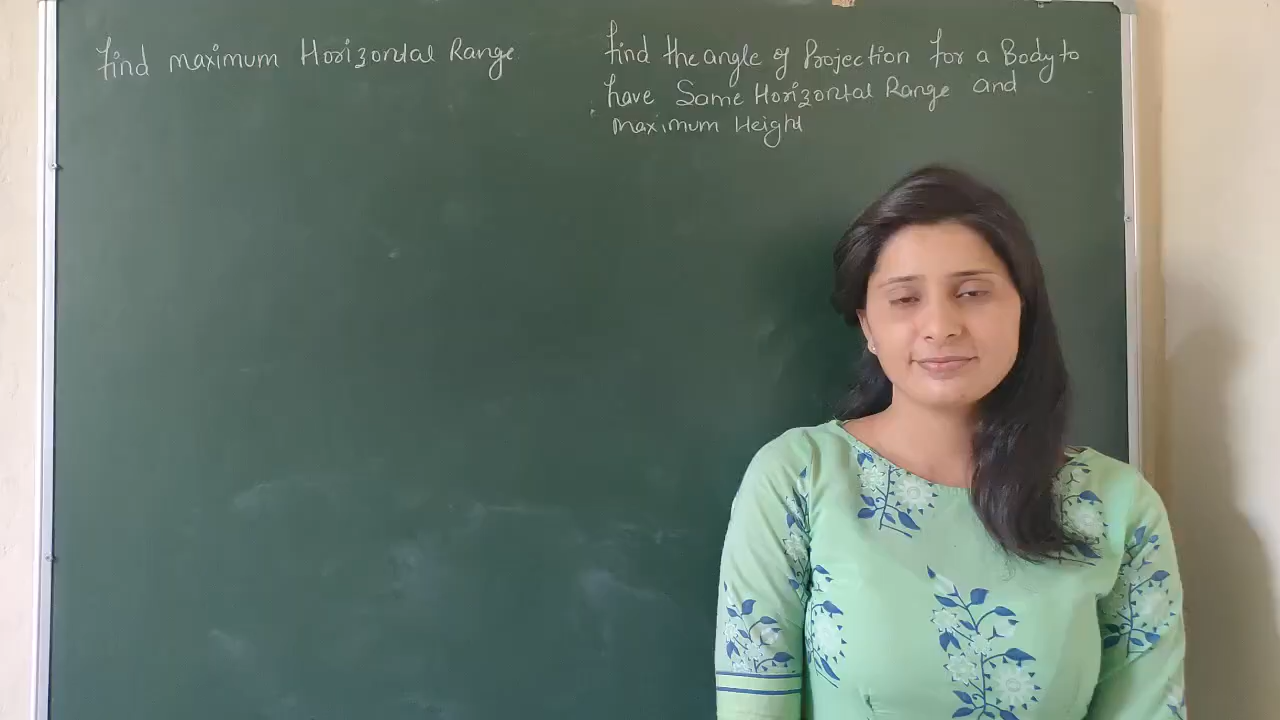 find maximum Horizontal Range
find the angle of Projection for a Body to
have Same Horizontal Range and
maximum Height